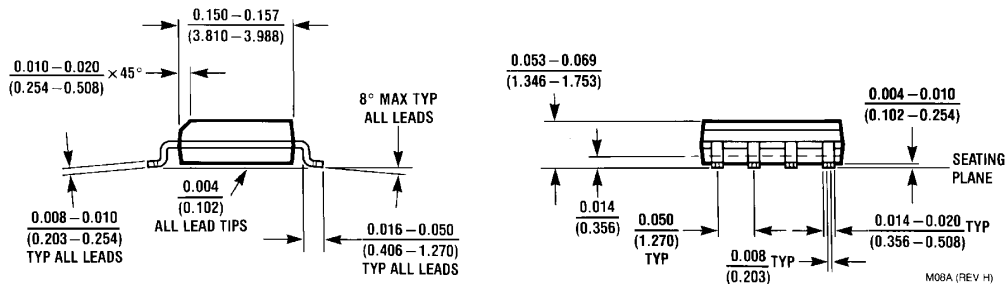 0.150–0.157
(3.810–3.988)
0.010–0.020
(0.254–0.508)
×45°
8° MAX TYP
ALL LEADS
0.004
(0.102)
ALL LEAD TIPS
0.008–0.010
(0.203–0.254)
TYP ALL LEADS
0.016–0.050
(0.406–1.270)
TYP ALL LEADS
0.053–0.069
(1.346–1.753)
0.004–0.010
(0.102–0.254)
SEATING
PLANE
0.014
(0.356)
0.050
(1.270)
TYP
0.014–0.020
(0.356–0.508)
TYP
0.008
(0.203)
TYP
M08A (REV H)